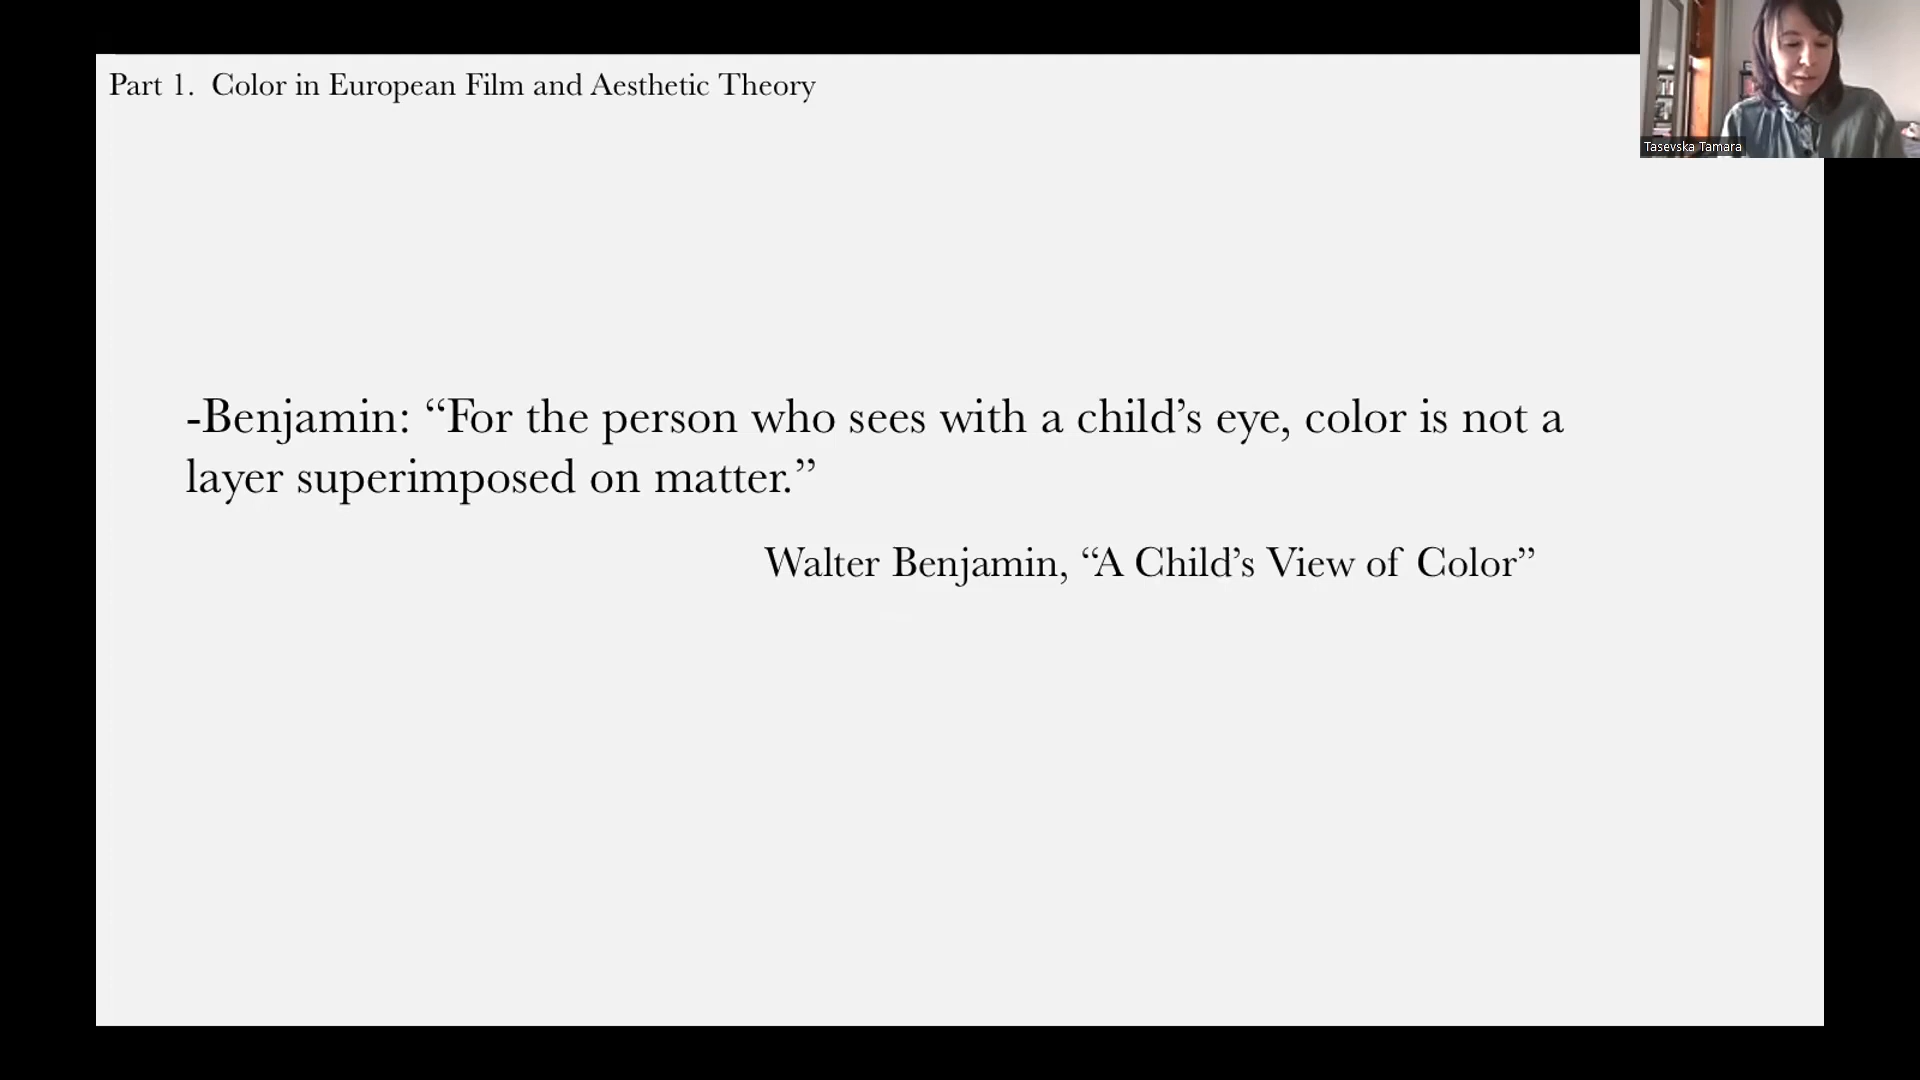 Part 1.  Color in European Film and Aesthetic Theory
Tasevska Tamara
-Benjamin: “For the person who sees with a child’s eye, color is not a
layer superimposed on matter.”
Walter Benjamin, “A Child’s View of Color”